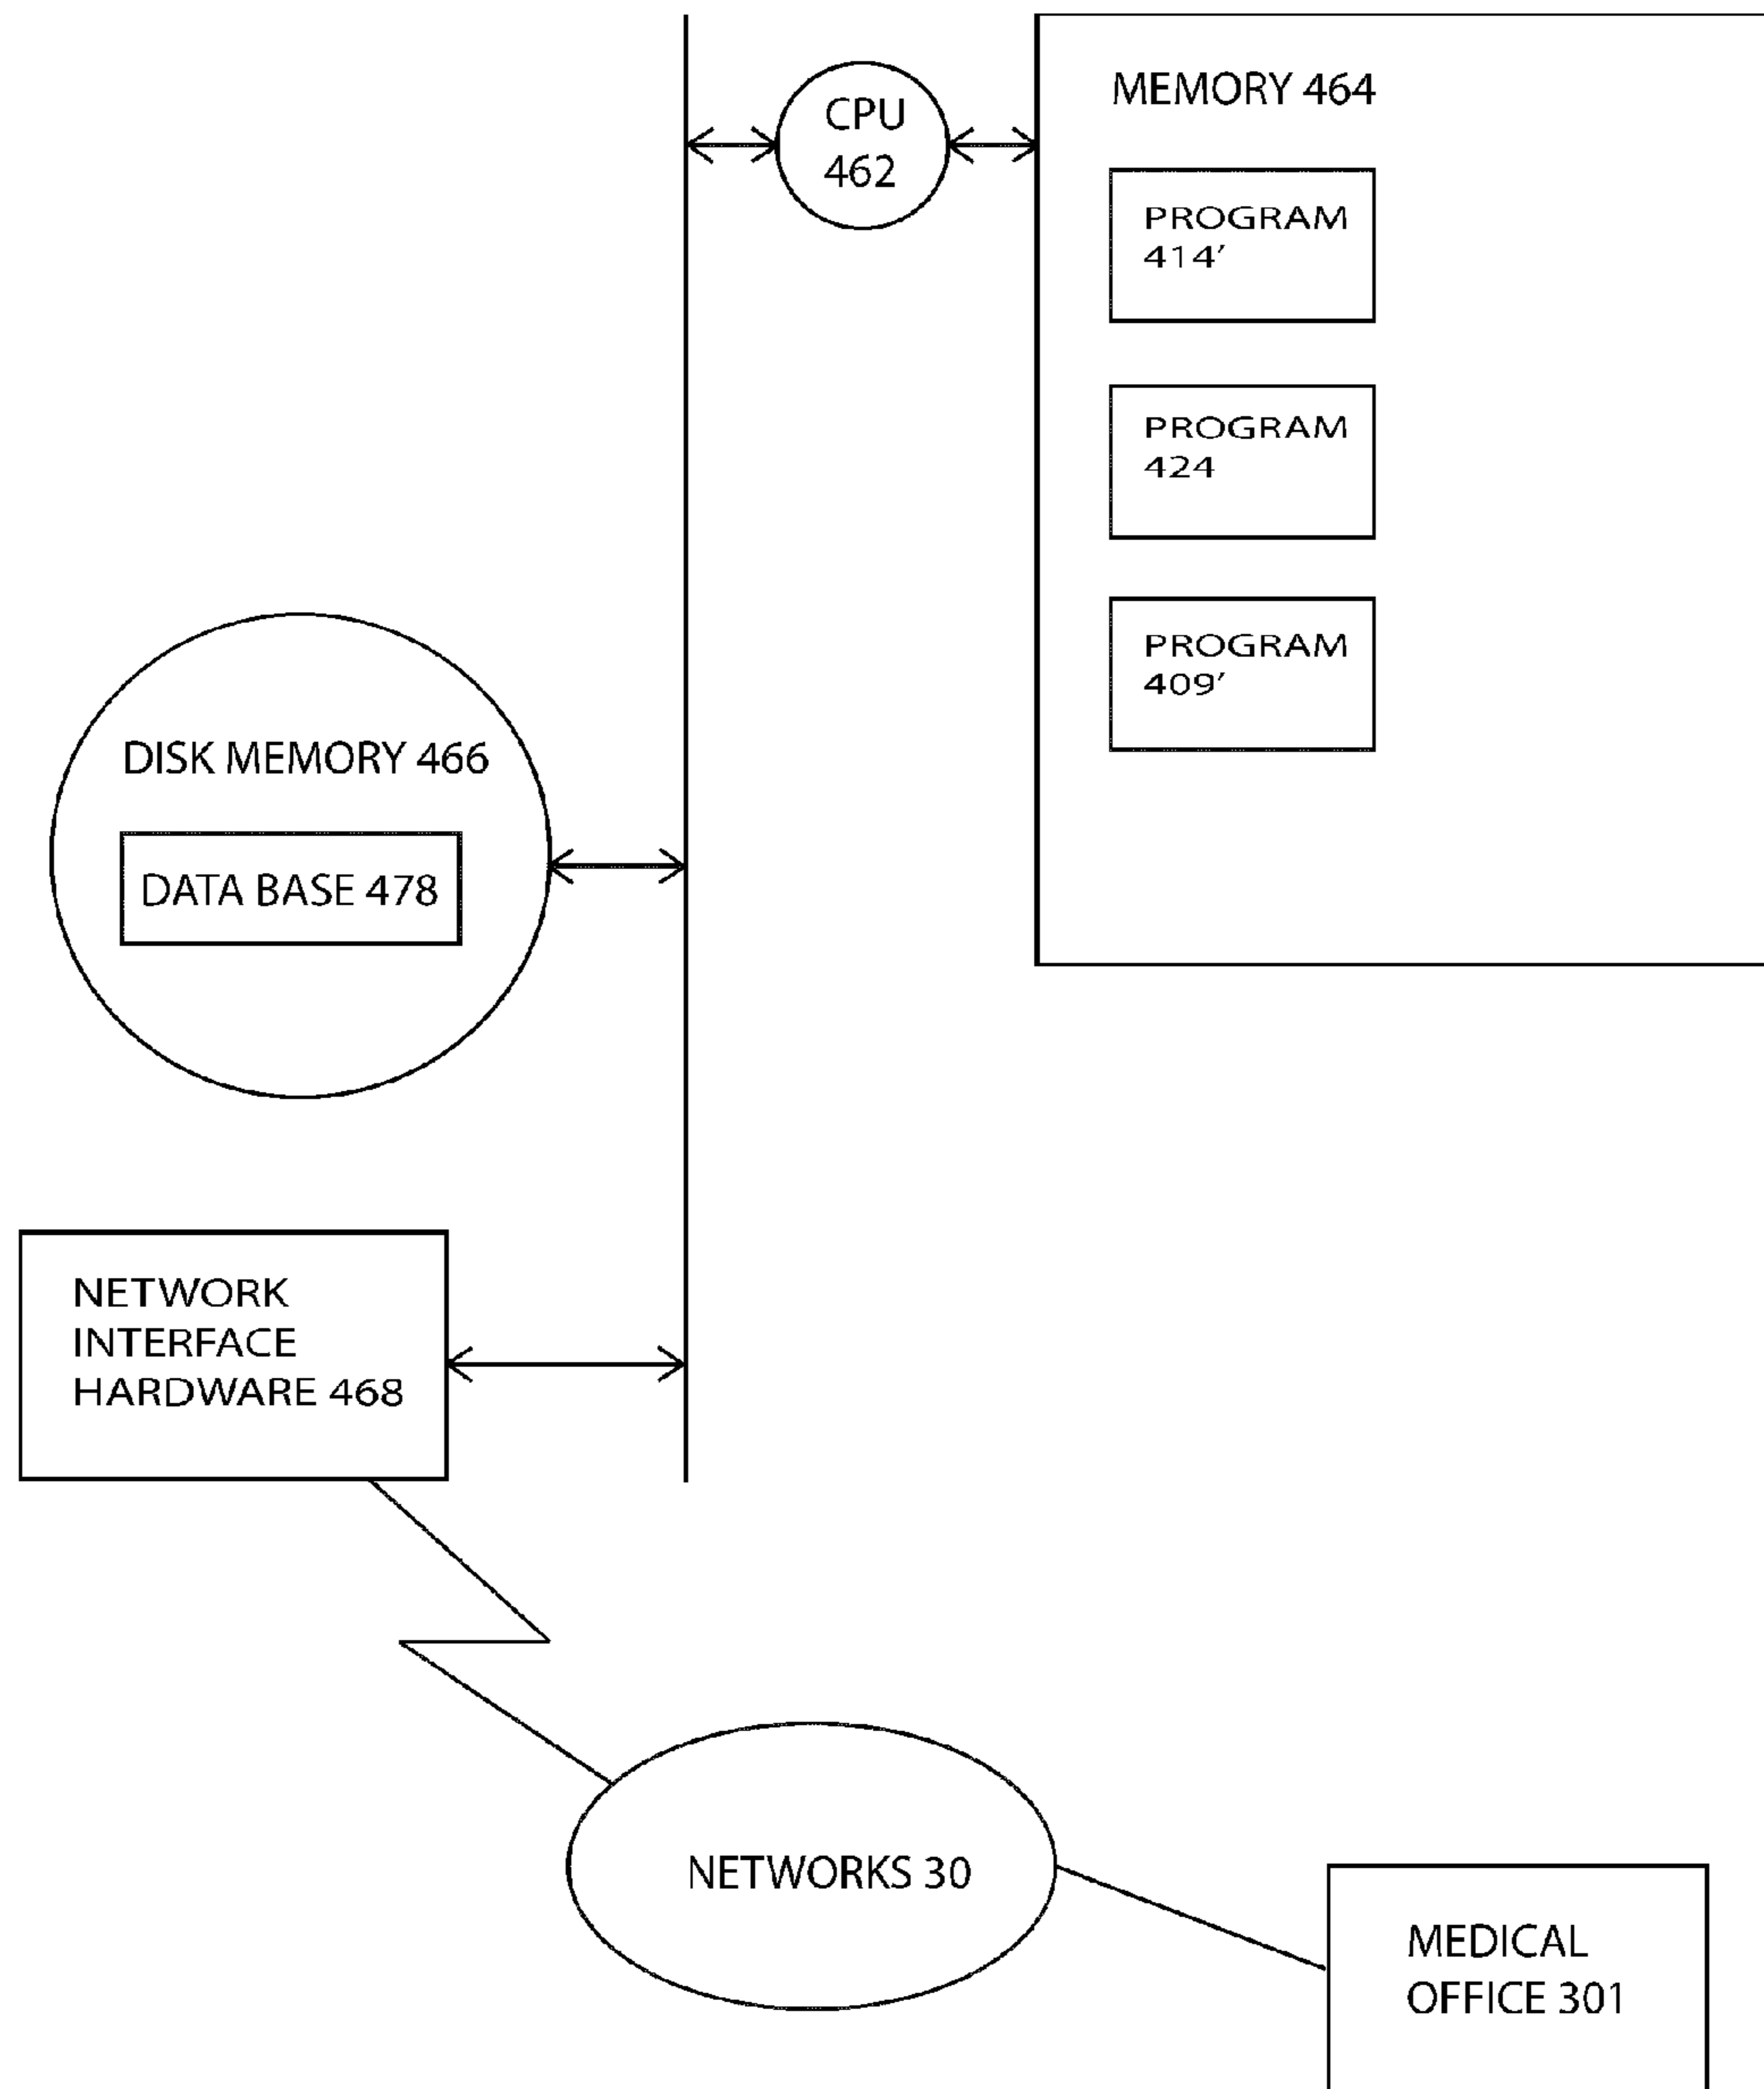 CPU
462
MEMORY 464
PROGRAM
414′
PROGRAM
424
PROGRAM
409′
DISK MEMORY 466
DATA BASE 478
NETWORK
INTERFACE
HARDWARE 468
NETWORKS 30
MEDICAL
OFFICE 301